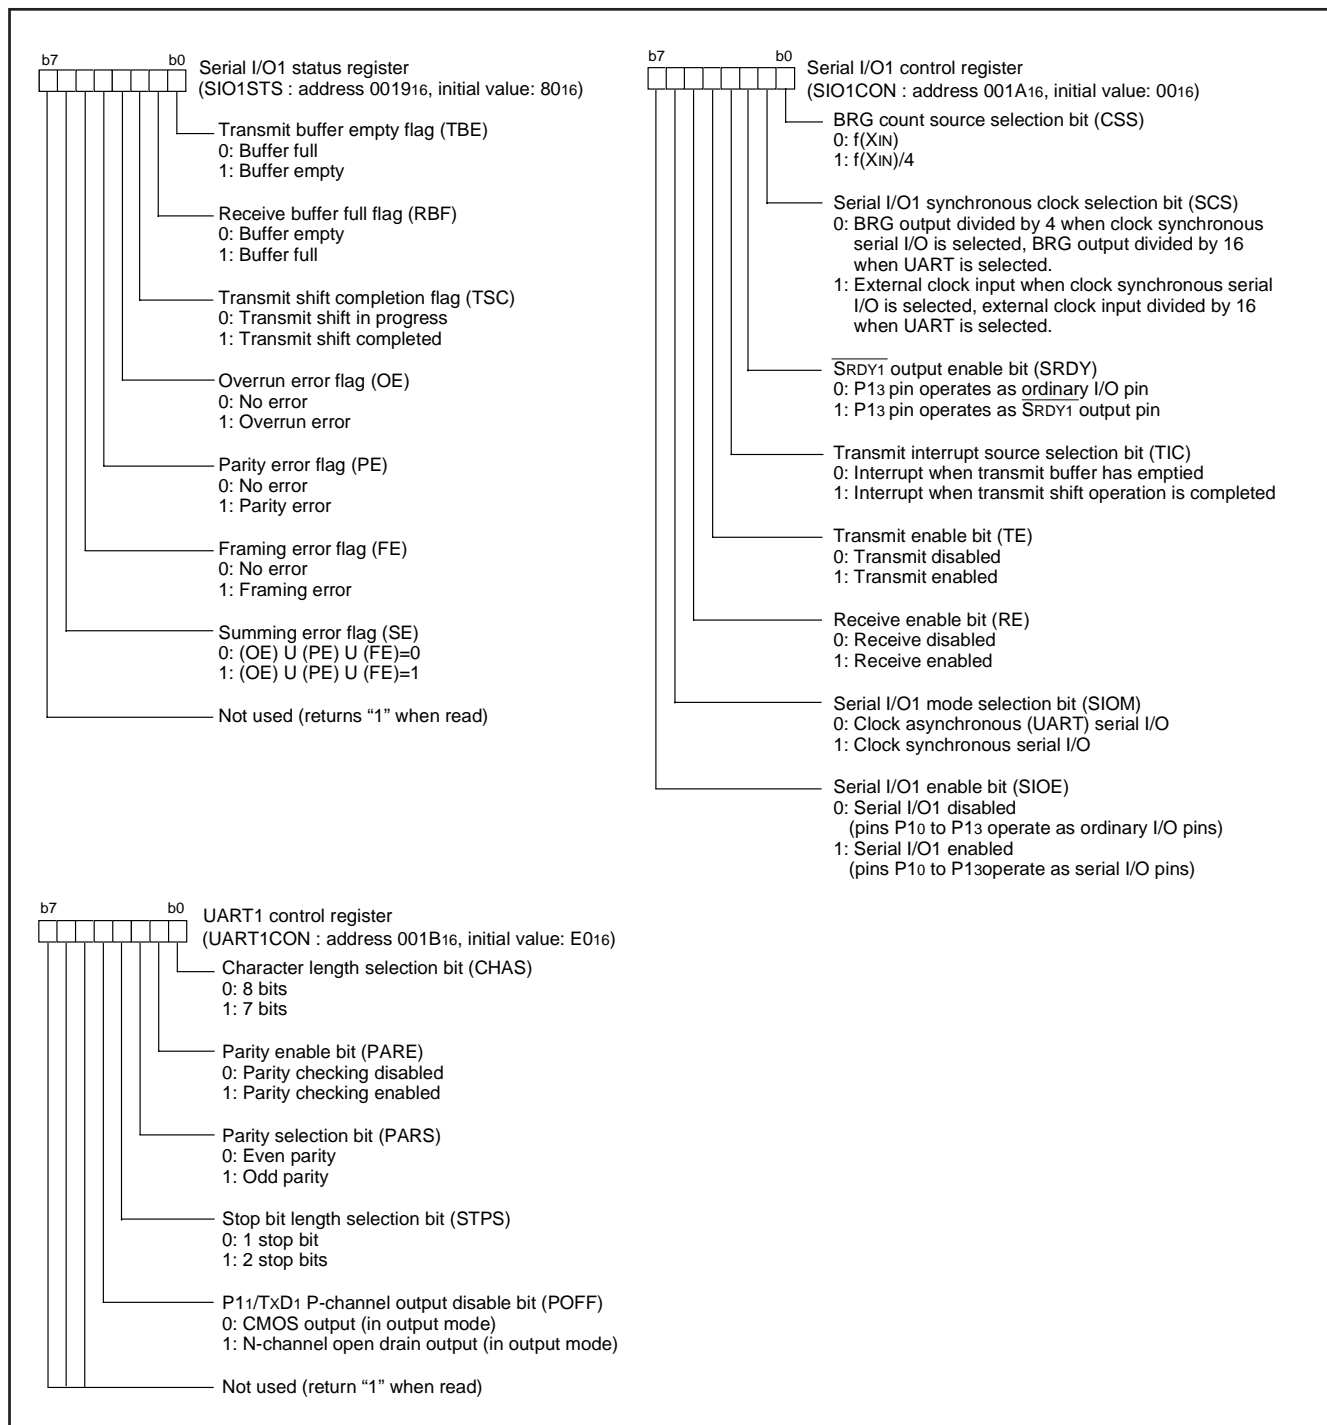 b7 b0
Serial I/O1 status register
(SIO1STS : address 001916, initial value: 8016)
Transmit buffer empty flag (TBE)
0: Buffer full
1: Buffer empty
Receive buffer full flag (RBF)
0: Buffer empty
1: Buffer full
Transmit shift completion flag (TSC)
0: Transmit shift in progress
1: Transmit shift completed
Overrun error flag (OE)
0: No error
1: Overrun error
Parity error flag (PE)
0: No error
1: Parity error
Framing error flag (FE)
0: No error
1: Framing error
Summing error flag (SE)
0: (OE) U (PE) U (FE)=0
1: (OE) U (PE) U (FE)=1
Not used (returns “1” when read)
b7 b0
Serial I/O1 control register
(SIO1CON : address 001A16, initial value: 0016)
BRG count source selection bit (CSS)
0: f(XIN)
1: f(XIN)/4
Serial I/O1 synchronous clock selection bit (SCS)
0: BRG output divided by 4 when clock synchronous
serial I/O is selected, BRG output divided by 16
when UART is selected.
1: External clock input when clock synchronous serial
I/O is selected, external clock input divided by 16
when UART is selected.
SRDY1 output enable bit (SRDY)
0: P13 pin operates as ordinary I/O pin
1: P13 pin operates as SRDY1 output pin
Transmit interrupt source selection bit (TIC)
0: Interrupt when transmit buffer has emptied
1: Interrupt when transmit shift operation is completed
Transmit enable bit (TE)
0: Transmit disabled
1: Transmit enabled
Receive enable bit (RE)
0: Receive disabled
1: Receive enabled
Serial I/O1 mode selection bit (SIOM)
0: Clock asynchronous (UART) serial I/O
1: Clock synchronous serial I/O
Serial I/O1 enable bit (SIOE)
0: Serial I/O1 disabled
(pins P10 to P13 operate as ordinary I/O pins)
1: Serial I/O1 enabled
(pins P10 to P13operate as serial I/O pins)
b7 b0
UART1 control register
(UART1CON : address 001B16, initial value: E016)
Character length selection bit (CHAS)
0: 8 bits
1: 7 bits
Parity enable bit (PARE)
0: Parity checking disabled
1: Parity checking enabled
Parity selection bit (PARS)
0: Even parity
1: Odd parity
Stop bit length selection bit (STPS)
0: 1 stop bit
1: 2 stop bits
P11/TXD1 P-channel output disable bit (POFF)
0: CMOS output (in output mode)
1: N-channel open drain output (in output mode)
Not used (return “1” when read)